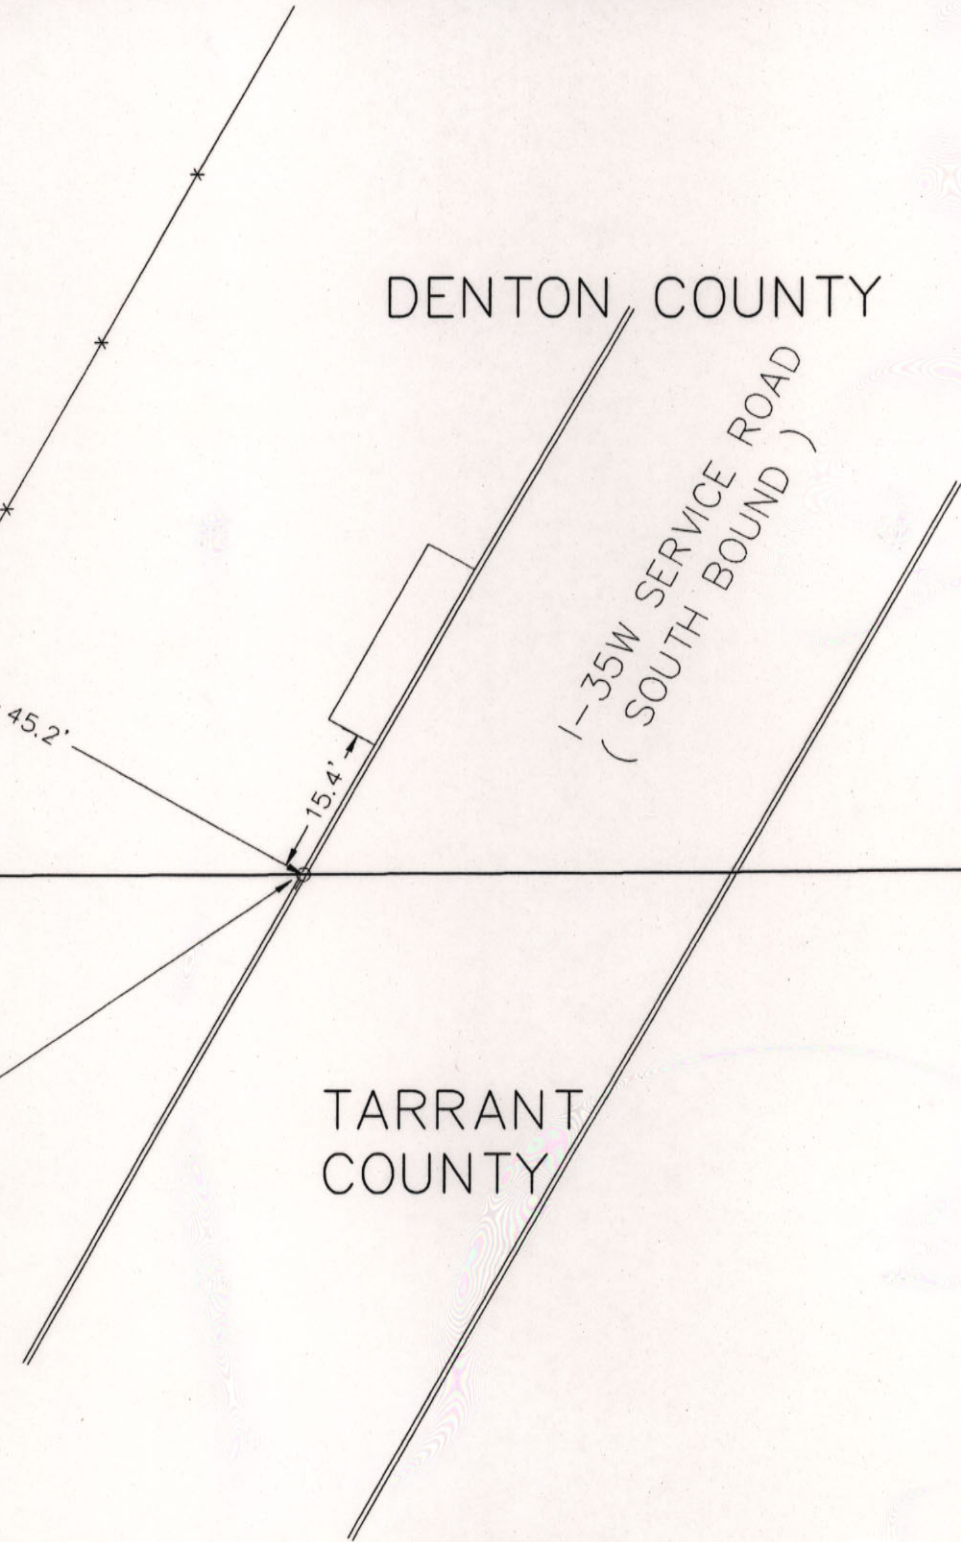 DENTON COUNTY
I-35W SERVICE ROAD
( SOUTH BOUND )
45.2'
15.4'
TARRANT
COUNTY